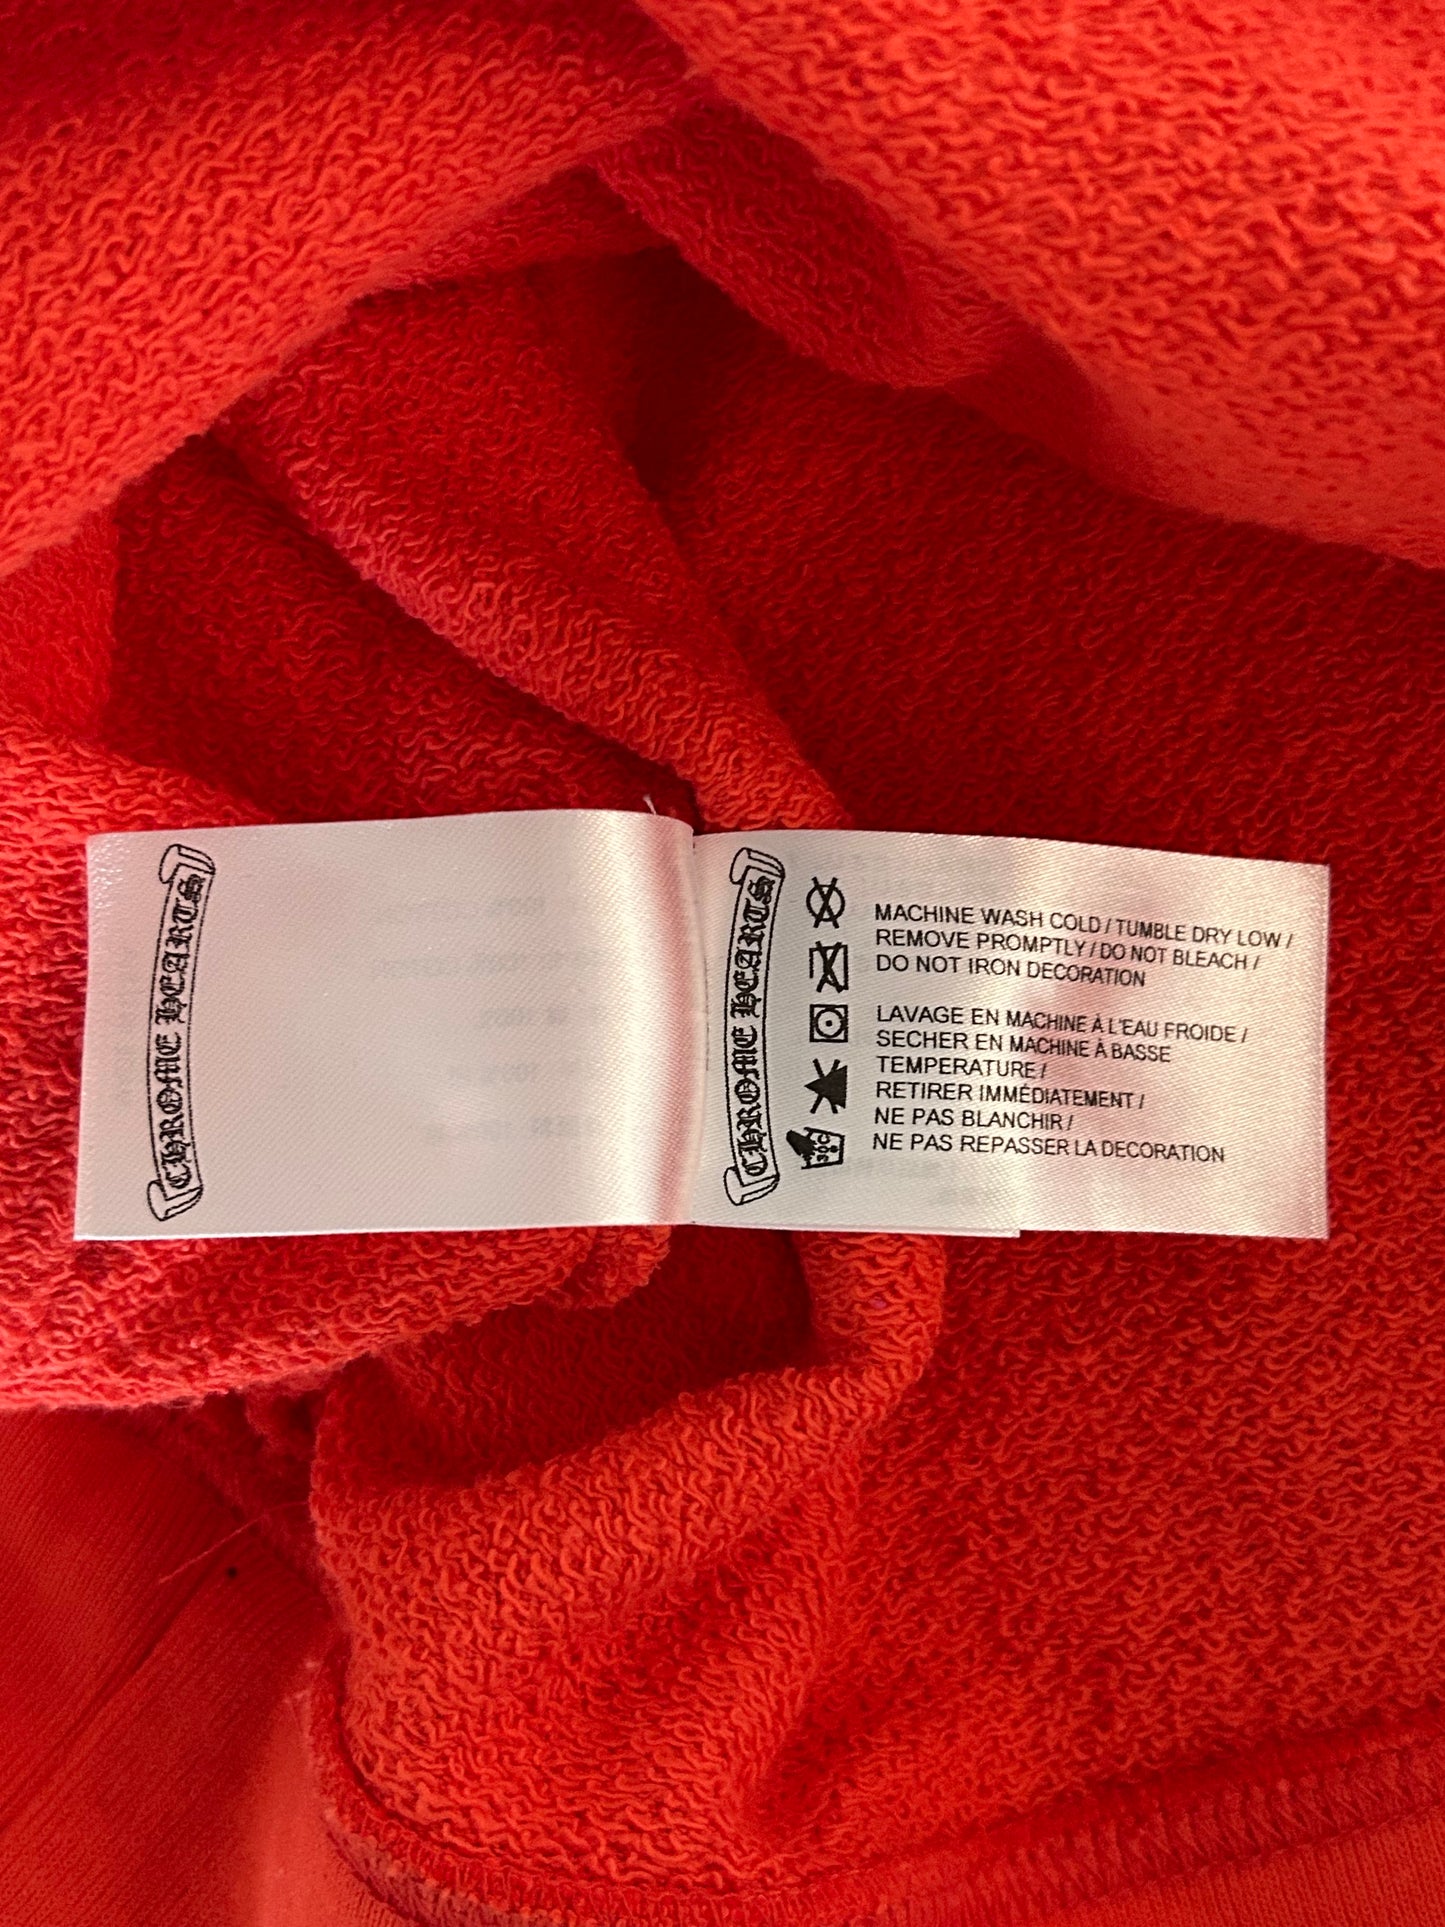 CHROME HEARTS
CHROME HEARTS
MACHINE WASH COLD / TUMBLE DRY LOW /
REMOVE PROMPTLY / DO NOT BLEACH /
DO NOT IRON DECORATION
LAVAGE EN MACHINE À L'EAU FROIDE /
SECHER EN MACHINE À BASSE
TEMPERATURE /
RETIRER IMMÉDIATEMENT /
NE PAS BLANCHIR /
NE PAS REPASSER LA DECORATION
30C